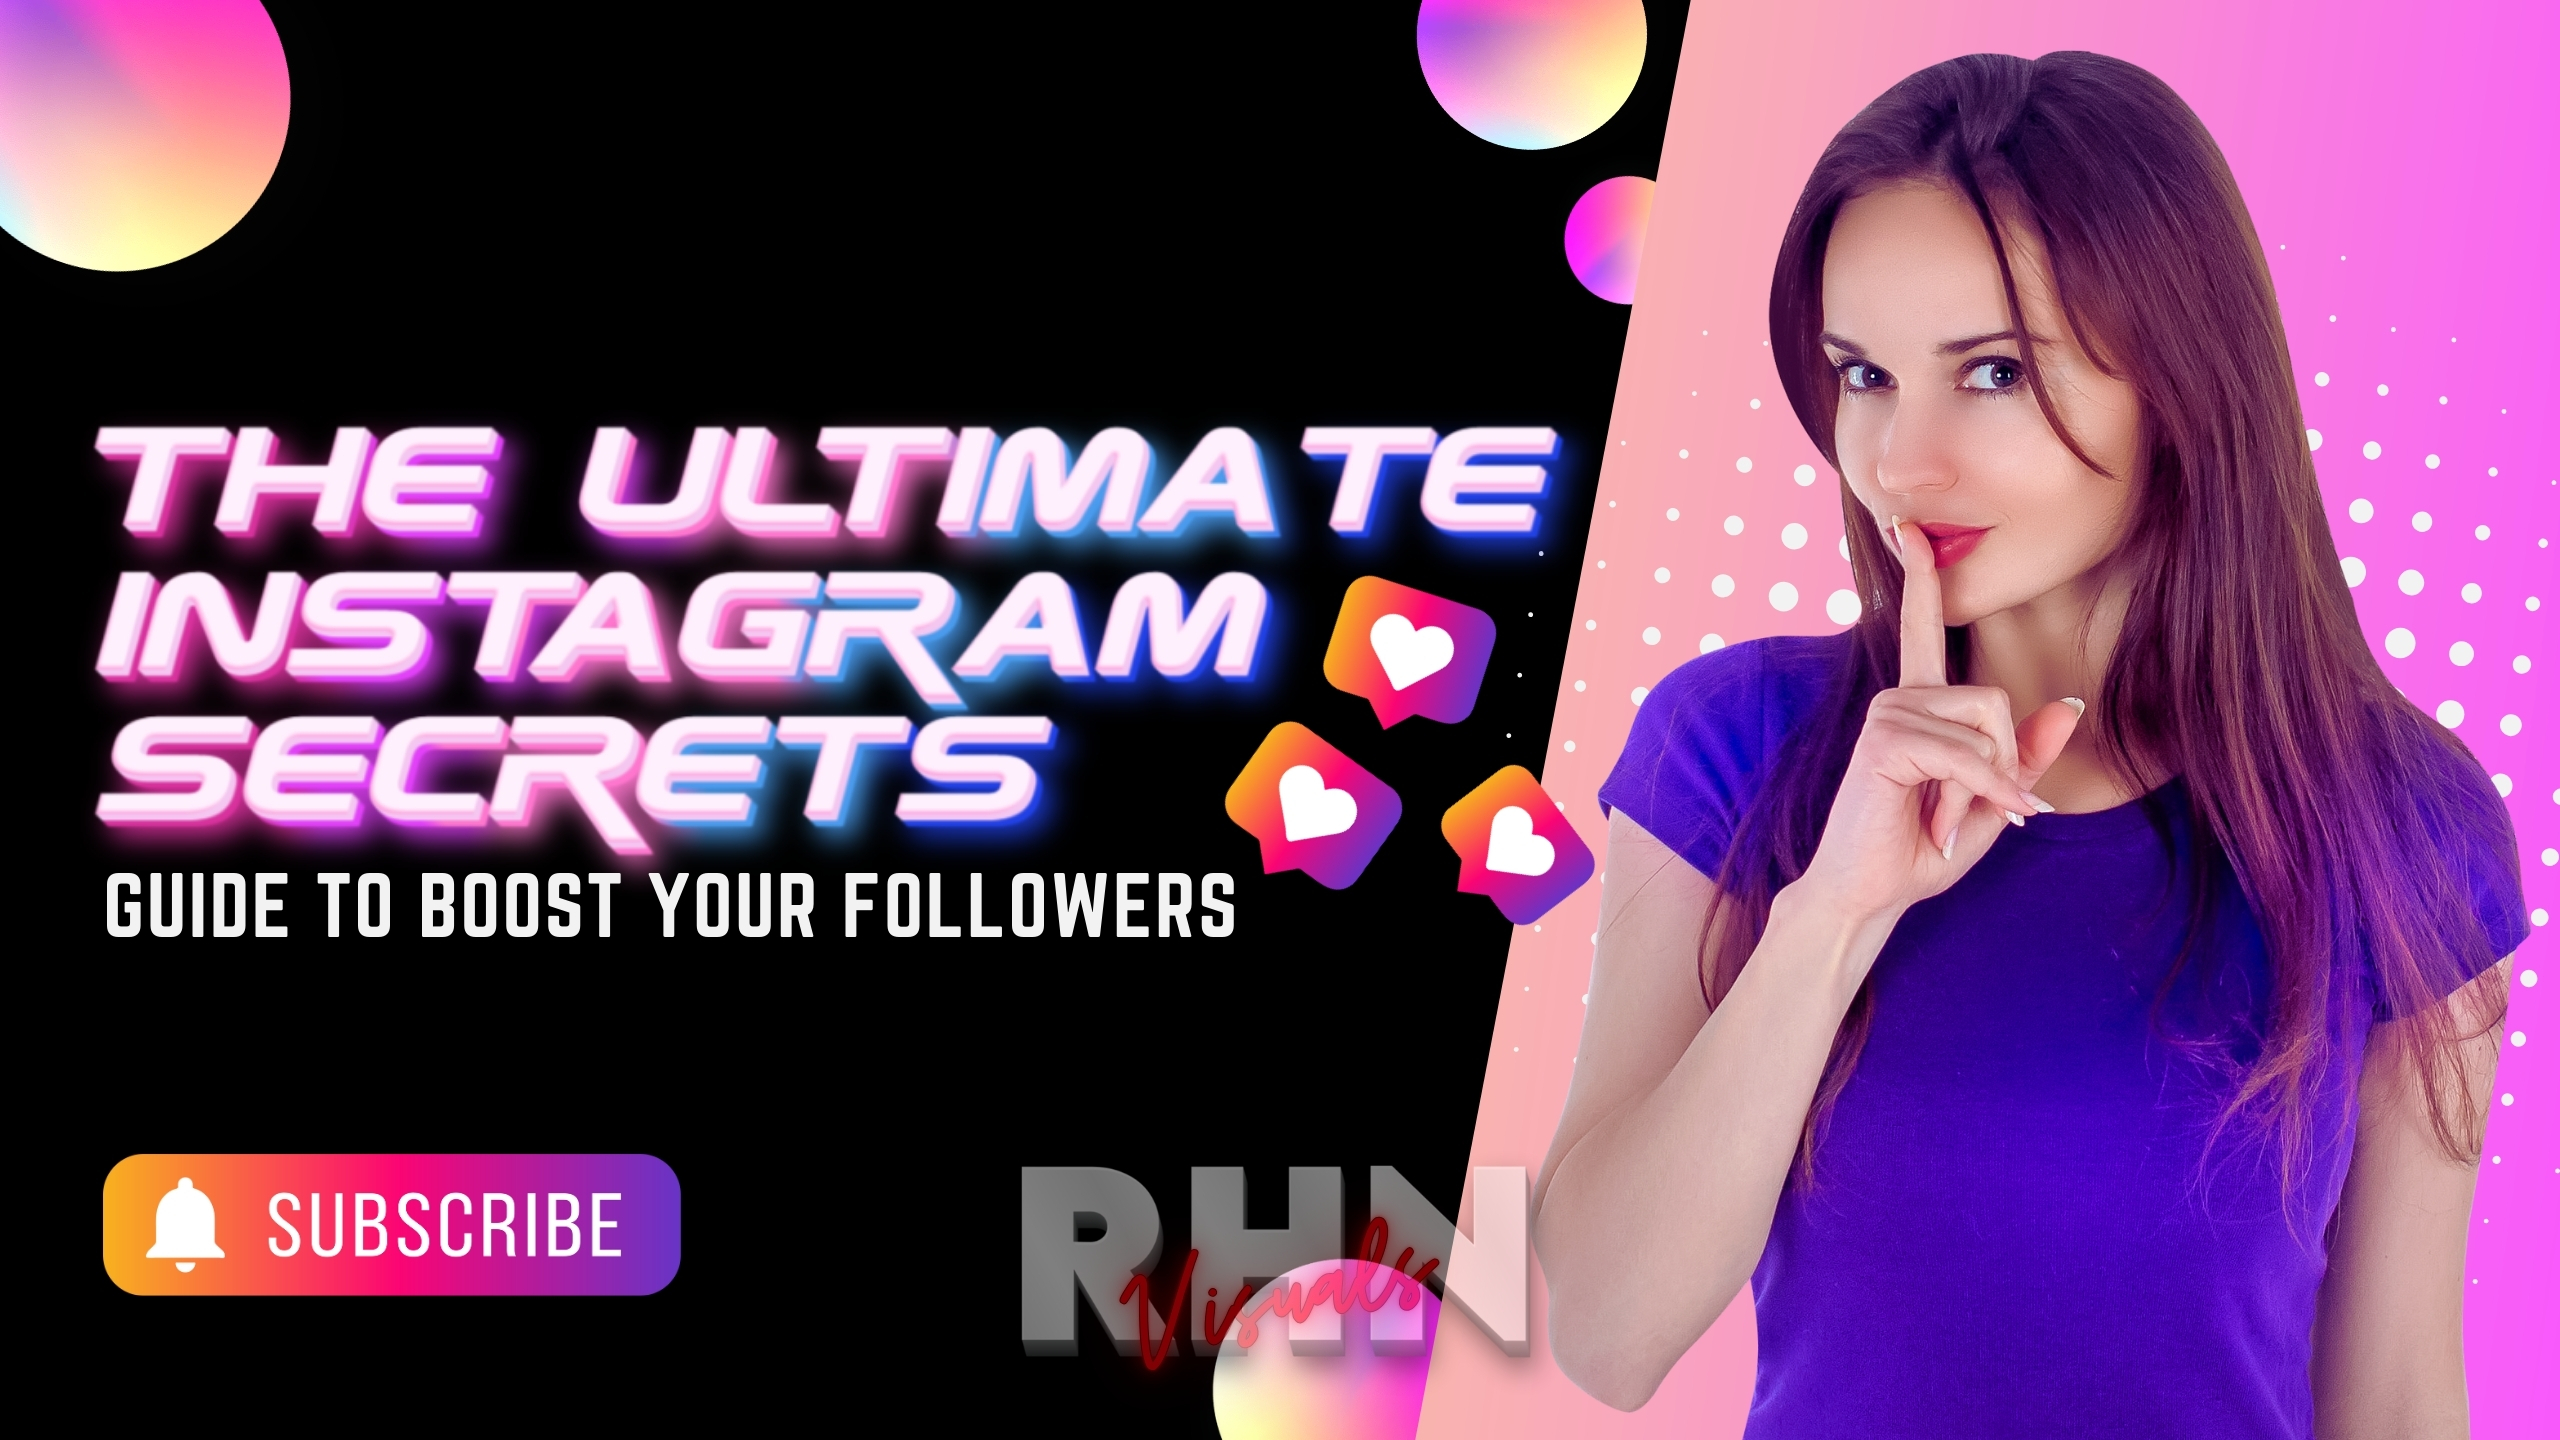 THE ULTIMATE
INSTAGRAM
SECRETS
GUIDE TO BOOST YOUR FOLLOWERS
SUBSCRIBE
RHN
Visuals